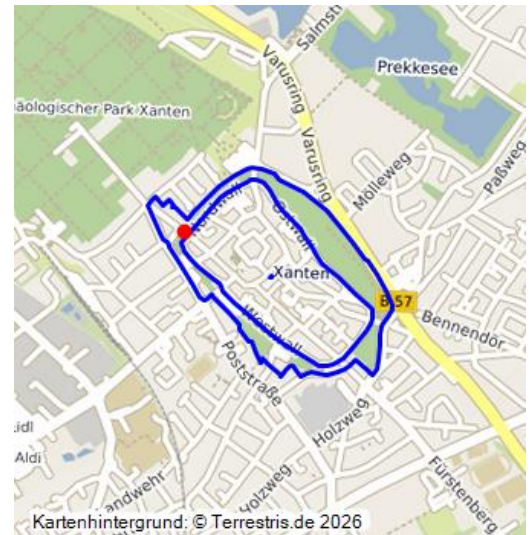 Salmst
Varusring
Prekkesee
äologischer Park Xanten
Varusring
Mölleweg
Paßweg
Nordwall
Ostwall
Xanten
B 57
Bennendor
Westwall
Poststraße
Lidl
Aldi
Holzweg
Holzweg
andwehr
Fürstenberg
Kartenhintergrund: © Terrestris.de 2026